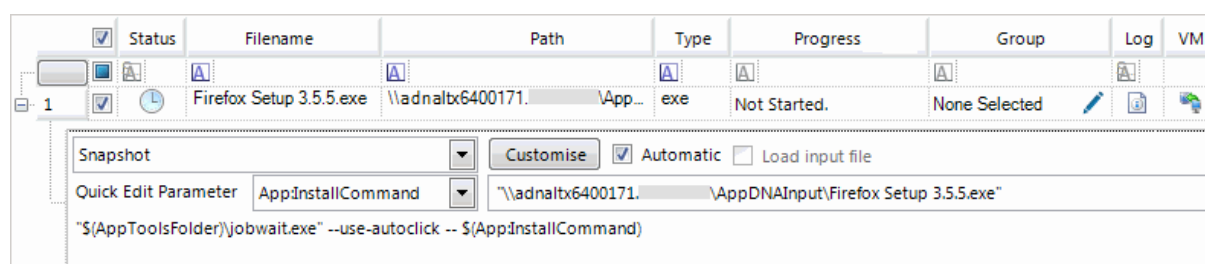 Status Filename Path Type Progress Group Log VM
1 Firefox Setup 3.5.5.exe \\adnaltx6400171. \App... exe Not Started. None Selected
Snapshot Customise Automatic Load input file
Quick Edit Parameter App:InstallCommand "\\adnaltx6400171. \AppDNAInput\Firefox Setup 3.5.5.exe"
"$(AppToolsFolder)\jobwait.exe" --use-autoclick -- $(App:InstallCommand)